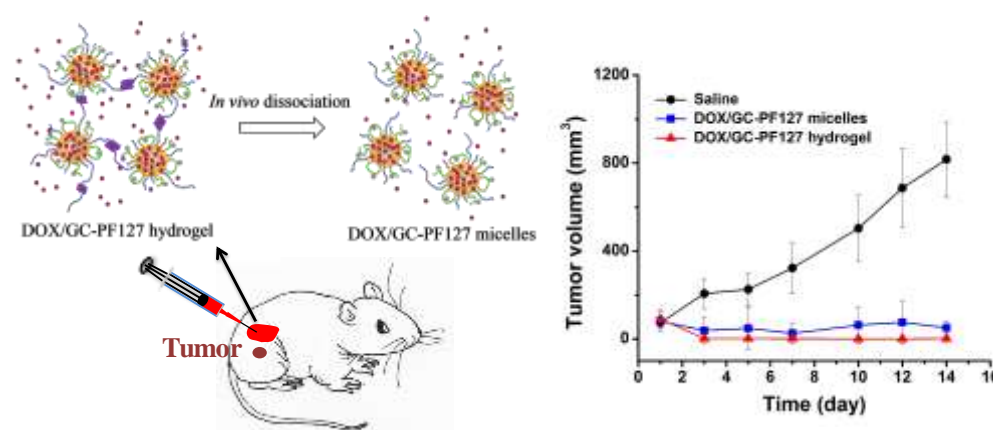 In vivo dissociation
DOX/GC-PF127 hydrogel
DOX/GC-PF127 micelles
Tumor
1200
800
400
0
Tumor volume (mm³)
Saline
DOX/GC-PF127 micelles
DOX/GC-PF127 hydrogel
0 2 4 6 8 10 12 14 16
Time (day)